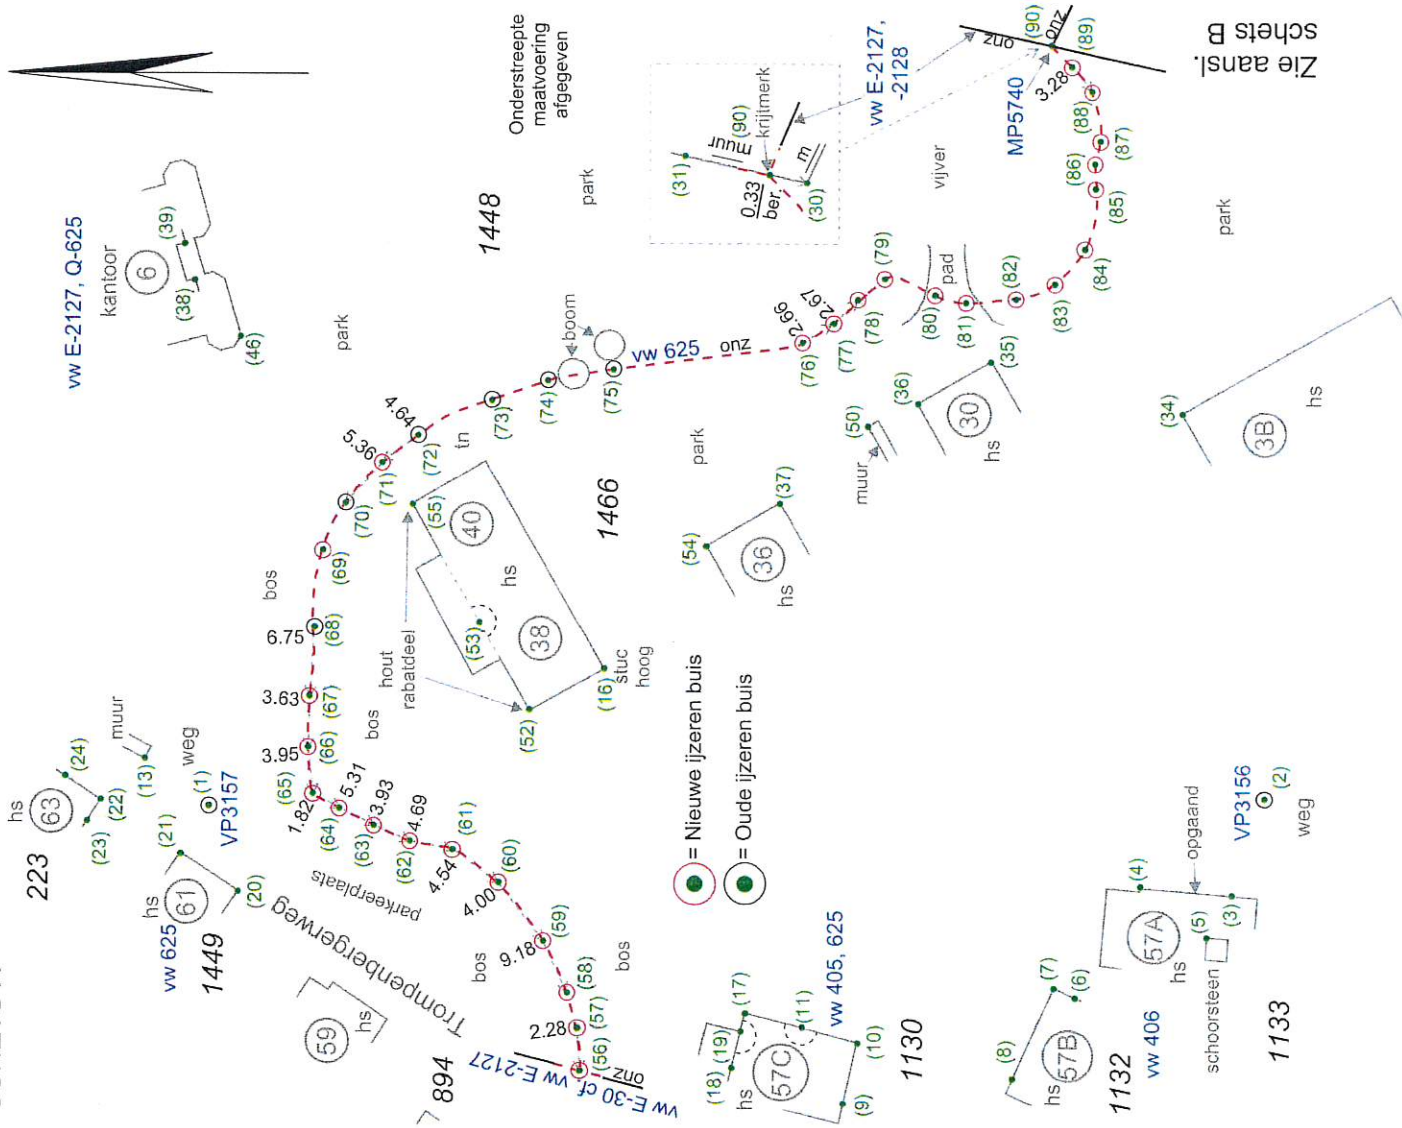 223
hs
63
(24)
(23)
(22)
muur
(13)
weg
(21)
(1)
VP3157
hs
61
vw 625
1449
(20)
Trompenbergerweg
parkeerplaats
59
hs
894
vw E-30 cf. vw E-2127
onz
(56)
2.28
(57)
(58)
9.18
(59)
bos
bos
4.00
(60)
4.54
(61)
4.69
(62)
3.93
(63)
5.31
(64)
1.82
(65)
3.95
(66)
3.63
(67)
6.75
(68)
bos
bos
(69)
(70)
5.36
(71)
4.64
(72)
tn
(73)
(74)
boom
(75)
vw 625
onz
hout
rabatdeel
(55)
40
hs
(53)
38
(52)
(16)
stuc
hoog
1466
vw E-2127, Q-625
kantoor
6
(38)
(39)
(46)
park
1448
park
Onderstreepte
maatvoering
afgegeven
(31)
muur
(90)
krijtmerk
0.33
ber.
m
(30)
vw E-2127,
-2128
onz
(90)
onz
(89)
MP5740
3.28
(88)
(87)
(86)
(85)
(84)
(83)
(82)
(81)
(80)
pad
vijver
(79)
(78)
2.67
(77)
2.66
(76)
park
Zie aansl.
schets B
park
(54)
36
hs
(37)
muur
(50)
(36)
30
hs
(35)
(34)
3B
hs
= Nieuwe ijzeren buis
= Oude ijzeren buis
(18)
(19)
(17)
hs
57C
(11)
vw 405, 625
(10)
(9)
1130
(8)
(7)
(6)
hs
57B
1132
vw 406
(4)
57A
hs
(5)
(3)
opgaand
schoorsteen
1133
VP3156
(2)
weg